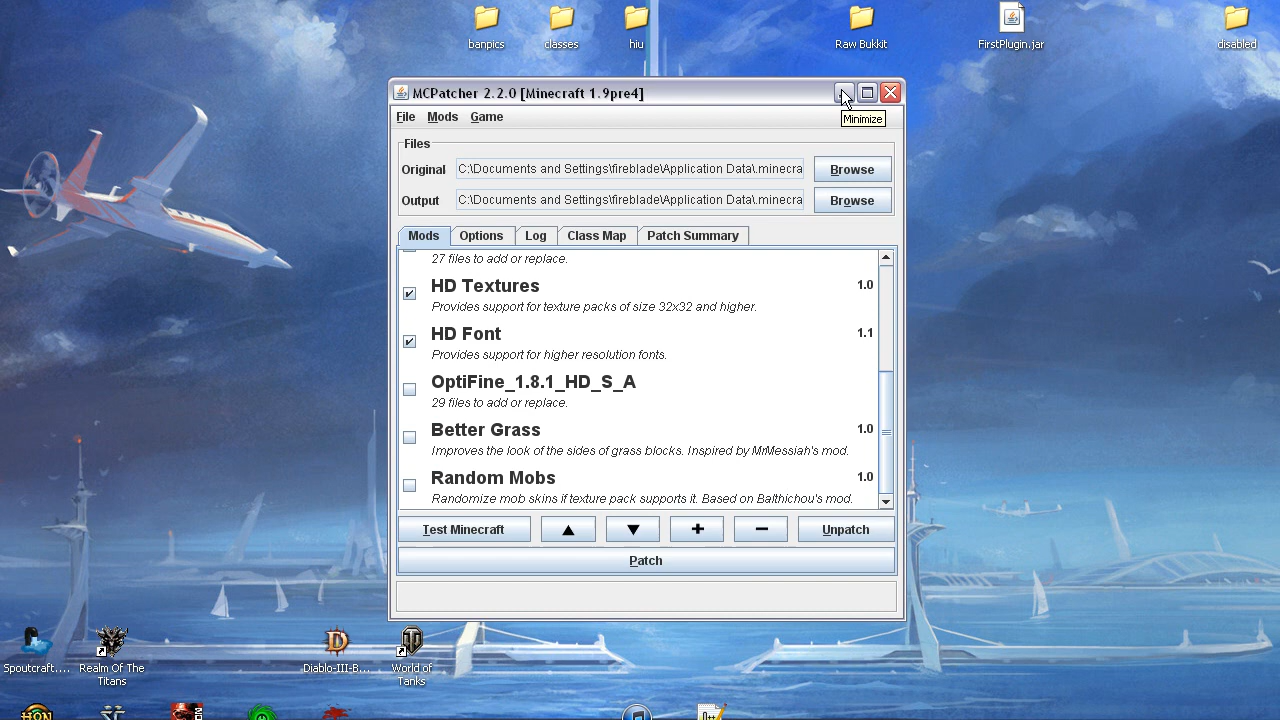 banpics
classes
hiu
Raw Bukkit
FirstPlugin.jar
disabled
MCPatcher 2.2.0 [Minecraft 1.9pre4]
Minimize
File Mods Game
Files
Original C:\Documents and Settings\fireblade\Application Data\.minecra Browse
Output C:\Documents and Settings\fireblade\Application Data\.minecra Browse
Mods Options Log Class Map Patch Summary
27 files to add or replace.
HD Textures 1.0
Provides support for texture packs of size 32x32 and higher.
HD Font 1.1
Provides support for higher resolution fonts.
OptiFine_1.8.1_HD_S_A
29 files to add or replace.
Better Grass 1.0
Improves the look of the sides of grass blocks. Inspired by MrMessiah's mod.
Random Mobs 1.0
Randomize mob skins if texture pack supports it. Based on Balthichou's mod.
Test Minecraft Unpatch
Patch
Spoutcraft....
Realm Of The
Titans
Diablo-III-B...
World of
Tanks
HON